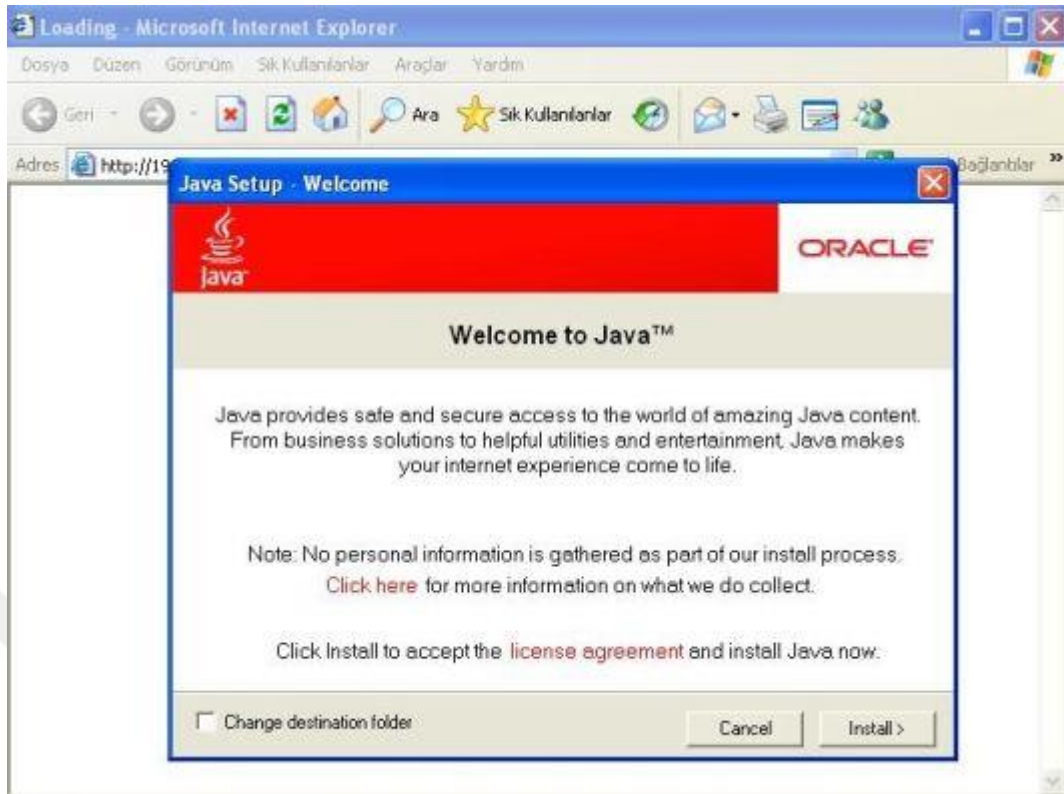 Loading - Microsoft Internet Explorer
Dosya Düzen Görünüm Sık Kullanılanlar Araçlar Yardım
Geri Ara Sık Kullanılanlar
Adres http://19 Bağlantılar »
Java Setup - Welcome
Java
ORACLE
Welcome to Java™
Java provides safe and secure access to the world of amazing Java content.
From business solutions to helpful utilities and entertainment, Java makes
your internet experience come to life.
Note: No personal information is gathered as part of our install process.
Click here for more information on what we do collect.
Click Install to accept the license agreement and install Java now.
Change destination folder
Cancel
Install >